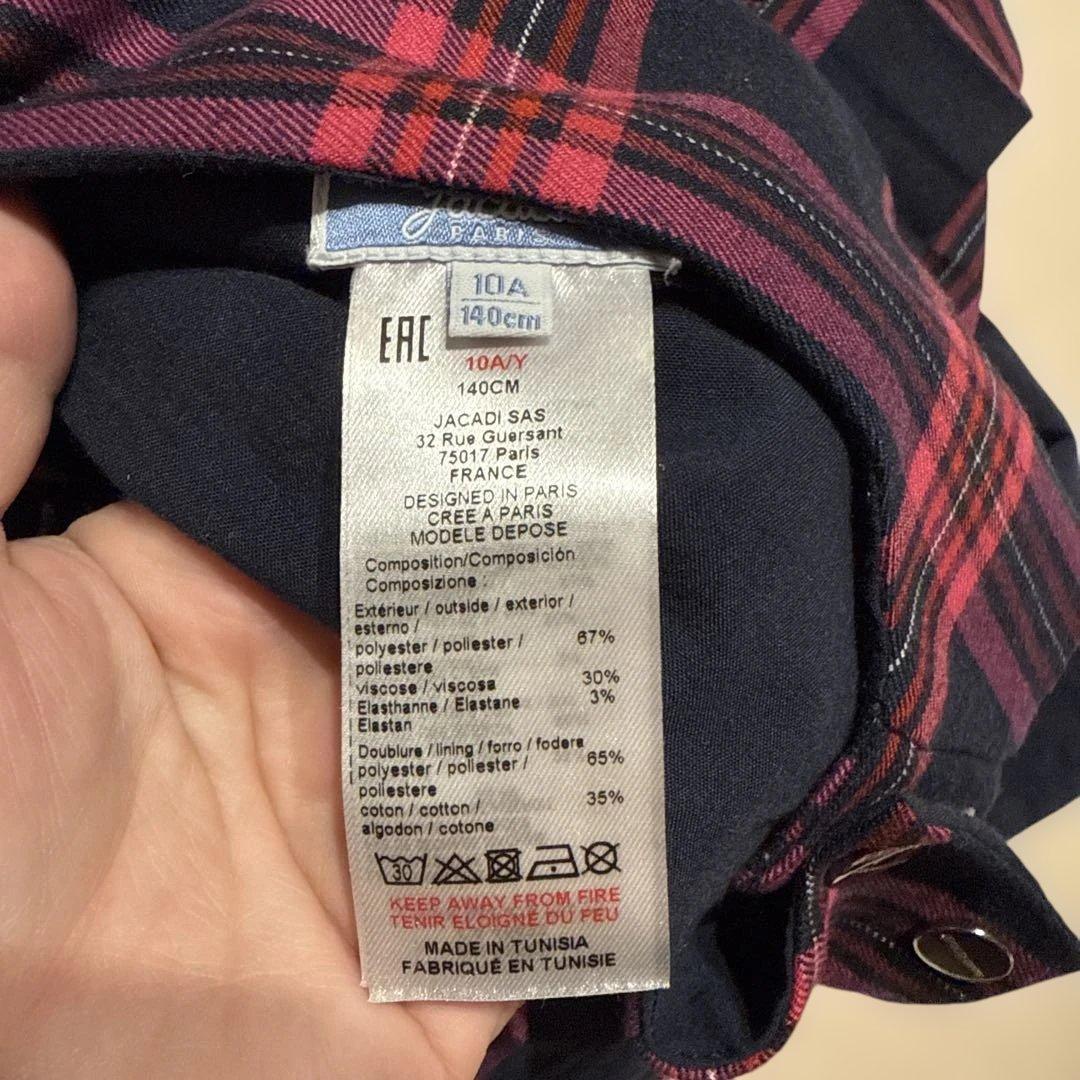 Jacadi
PARIS
10A
140cm
EAC
10A/Y
140CM
JACADI SAS
32 Rue Guersant
75017 Paris
FRANCE
DESIGNED IN PARIS
CREE A PARIS
MODELE DEPOSE
Composition/Composición
Composizione :
Extérieur / outside / exterior /
esterno /
polyester / poliester / 67%
poliestere
viscose / viscosa 30%
Elasthanne / Elastane 3%
Elastan
Doublure / lining / forro / fodera
polyester / poliester / 65%
poliestere
coton / cotton / 35%
algodon / cotone
30
KEEP AWAY FROM FIRE
TENIR ELOIGNÉ DU FEU
MADE IN TUNISIA
FABRIQUÉ EN TUNISIE